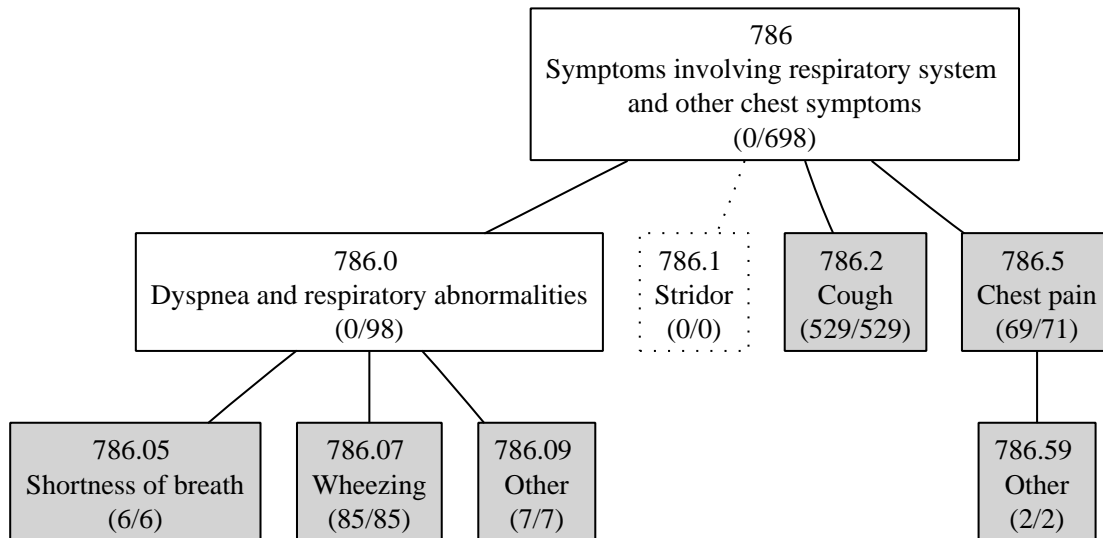 786
Symptoms involving respiratory system
and other chest symptoms
(0/698)
786.0
Dyspnea and respiratory abnormalities
(0/98)
786.1
Stridor
(0/0)
786.2
Cough
(529/529)
786.5
Chest pain
(69/71)
786.05
Shortness of breath
(6/6)
786.07
Wheezing
(85/85)
786.09
Other
(7/7)
786.59
Other
(2/2)